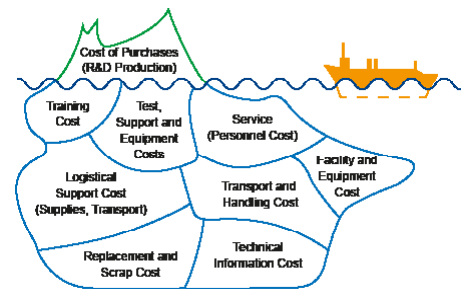 Cost of Purchases
(R&D Production)
Training
Cost
Test,
Support and
Equipment
Costs
Service
(Personnel Cost)
Facility and
Equipment
Cost
Logistical
Support Cost
(Supplies, Transport)
Transport and
Handling Cost
Replacement and
Scrap Cost
Technical
Information Cost